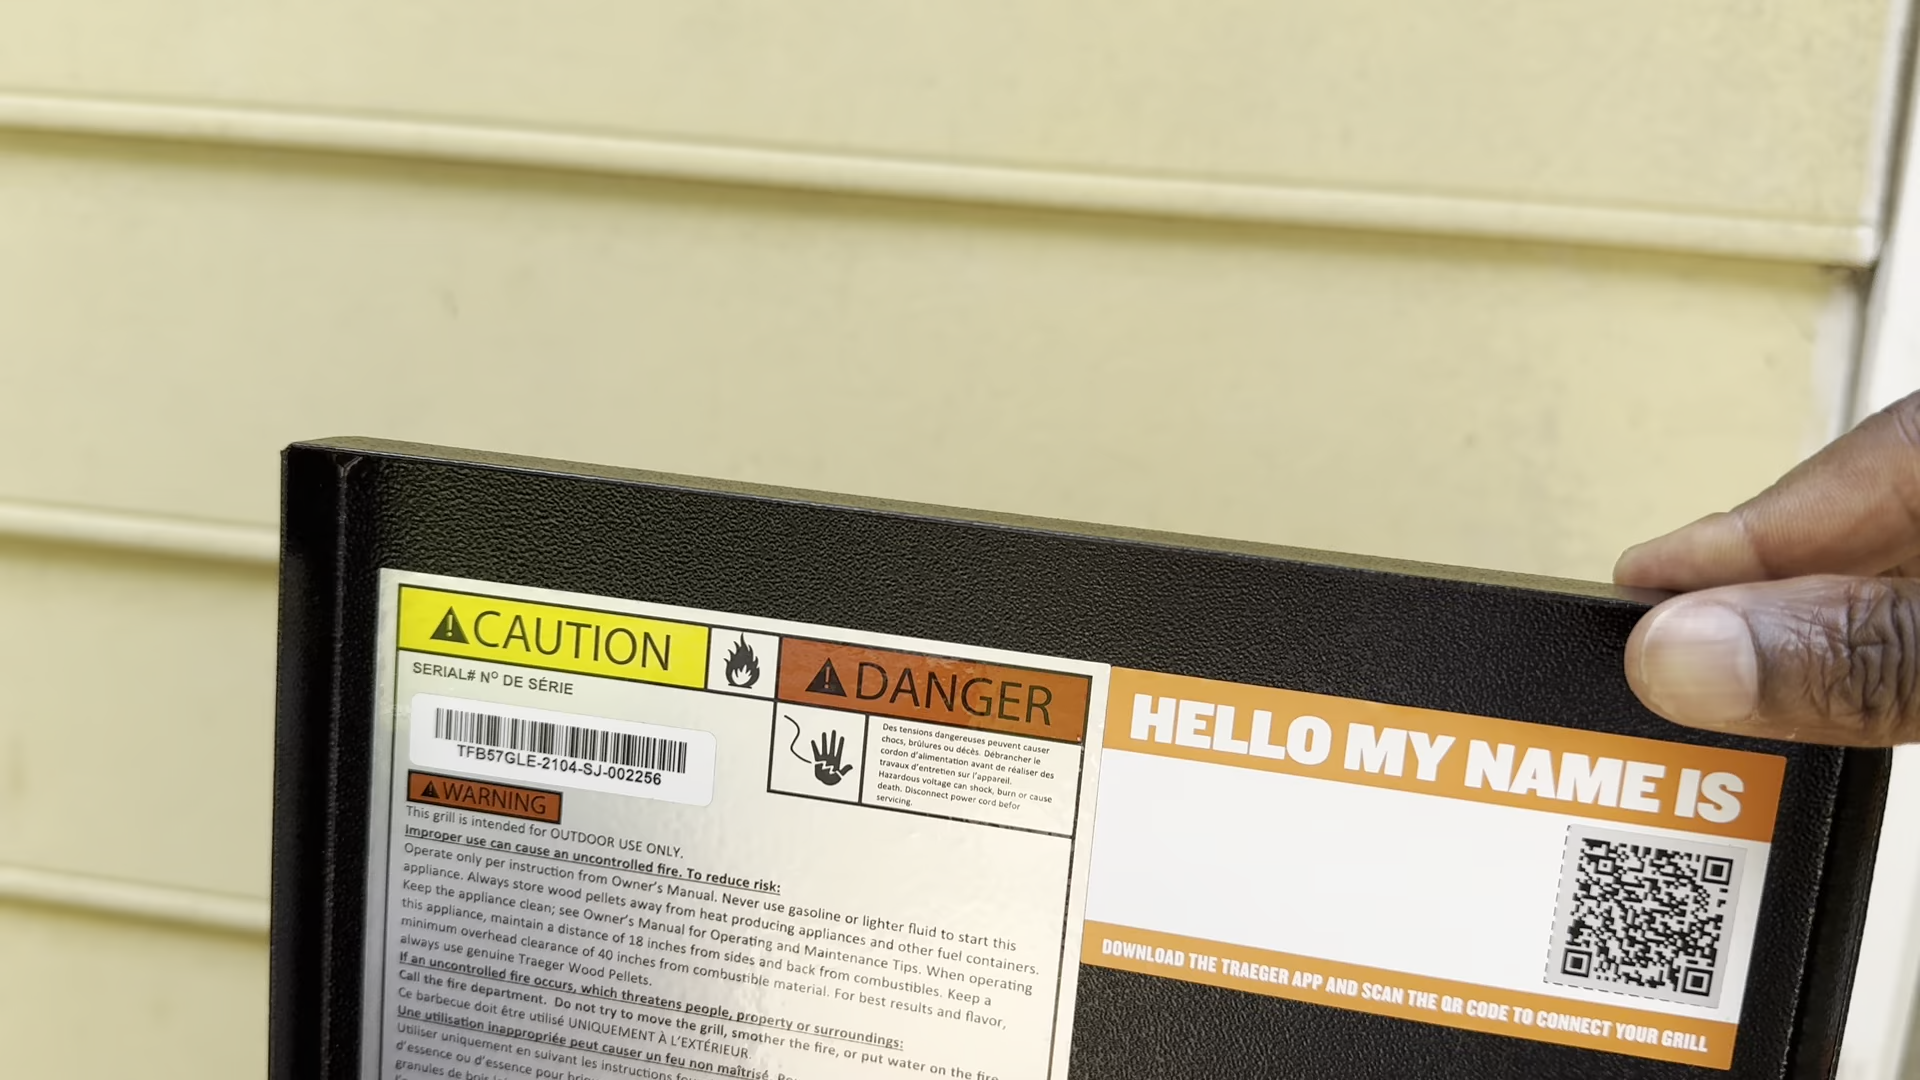 CAUTION
SERIAL# Nº DE SÉRIE
TFB57GLE-2104-SJ-002256
DANGER
Des tensions dangereuses peuvent causer
chocs, brûlures ou décès. Débrancher le
cordon d'alimentation avant de réaliser des
travaux d'entretien sur l'appareil.
Hazardous voltage can shock, burn or cause
death. Disconnect power cord befor
servicing.
WARNING
This grill is intended for OUTDOOR USE ONLY.
Improper use can cause an uncontrolled fire. To reduce risk:
Operate only per instruction from Owner's Manual. Never use gasoline or lighter fluid to start this
appliance. Always store wood pellets away from heat producing appliances and other fuel containers.
Keep the appliance clean; see Owner's Manual for Operating and Maintenance Tips. When operating
this appliance, maintain a distance of 18 inches from sides and back from combustibles. Keep a
minimum overhead clearance of 40 inches from combustible material. For best results and flavor,
always use genuine Traeger Wood Pellets.
If an uncontrolled fire occurs, which threatens people, property or surroundings:
Call the fire department. Do not try to move the grill, smother the fire, or put water on the fire
Ce barbecue doit être utilisé UNIQUEMENT À L'EXTÉRIEUR.
Une utilisation inappropriée peut causer un feu non maîtrisé.
Utiliser uniquement en suivant les instructions
d'essence ou d'essence pour
granules de bois
HELLO MY NAME IS
DOWNLOAD THE TRAEGER APP AND SCAN THE QR CODE TO CONNECT YOUR GRILL